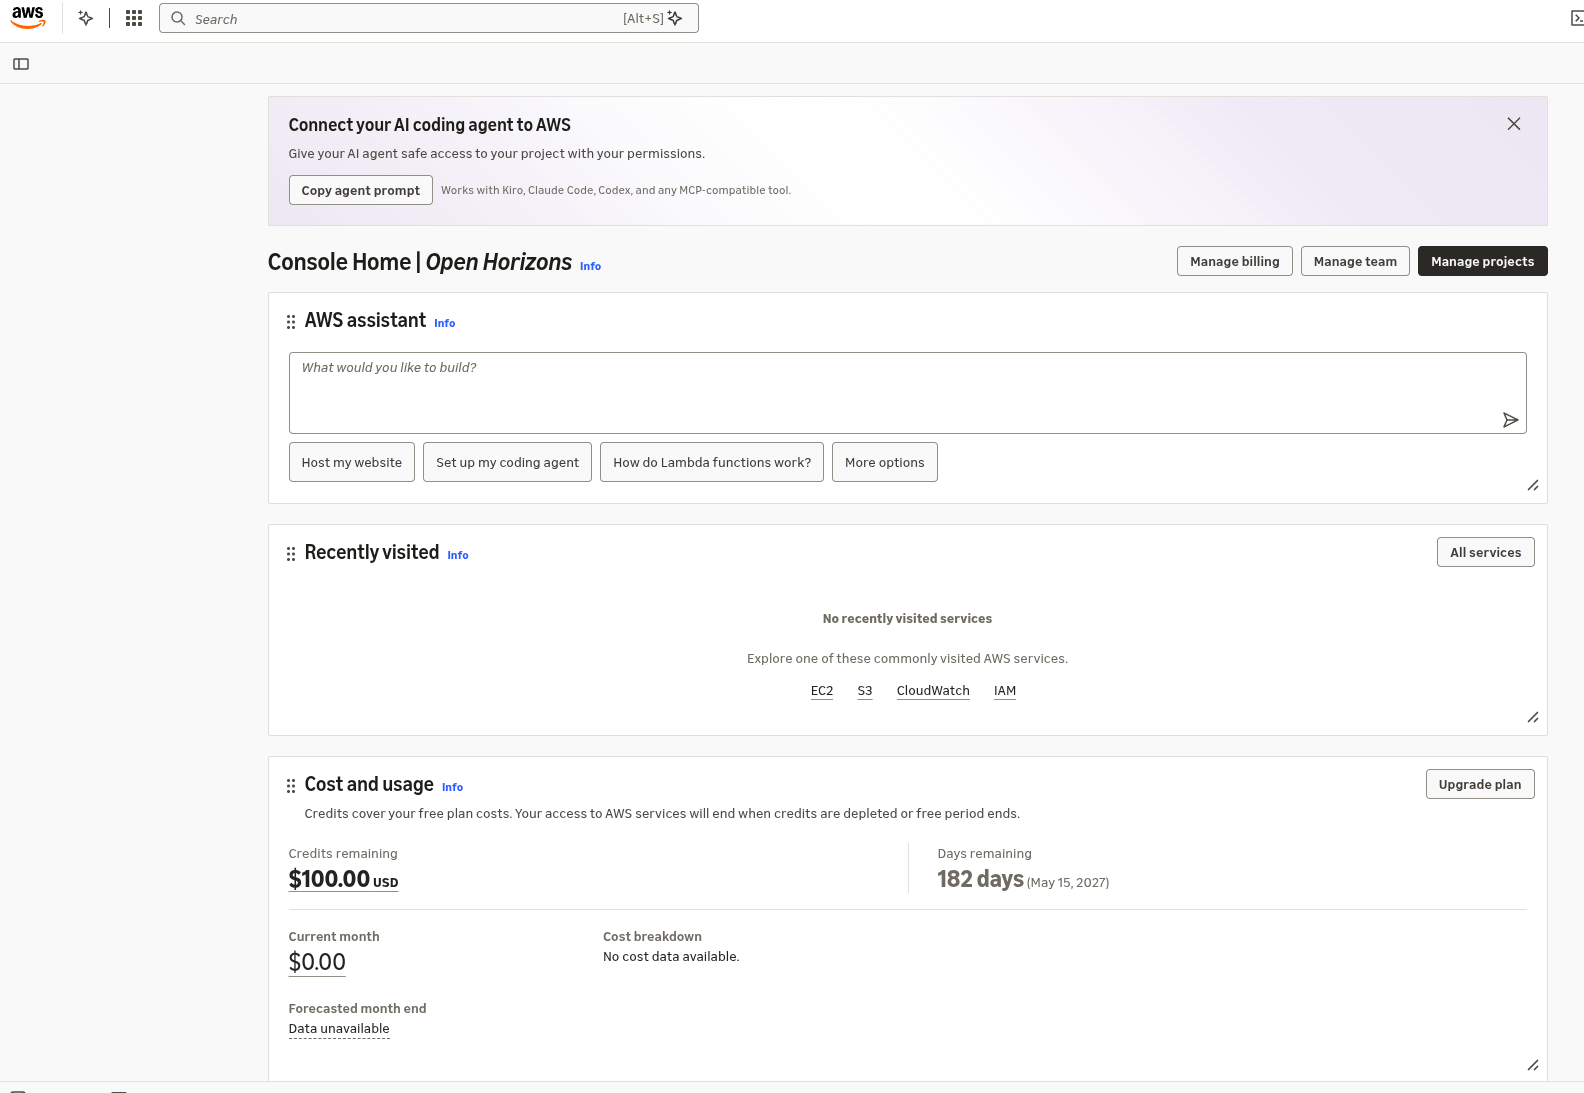 aws
Search
[Alt+S]
Connect your AI coding agent to AWS
Give your AI agent safe access to your project with your permissions.
Copy agent prompt
Works with Kiro, Claude Code, Codex, and any MCP-compatible tool.
Console Home | Open Horizons Info
Manage billing
Manage team
Manage projects
AWS assistant Info
What would you like to build?
Host my website
Set up my coding agent
How do Lambda functions work?
More options
Recently visited Info
All services
No recently visited services
Explore one of these commonly visited AWS services.
EC2
S3
CloudWatch
IAM
Cost and usage Info
Upgrade plan
Credits cover your free plan costs. Your access to AWS services will end when credits are depleted or free period ends.
Credits remaining
$100.00 USD
Days remaining
182 days (May 15, 2027)
Current month
$0.00
Cost breakdown
No cost data available.
Forecasted month end
Data unavailable